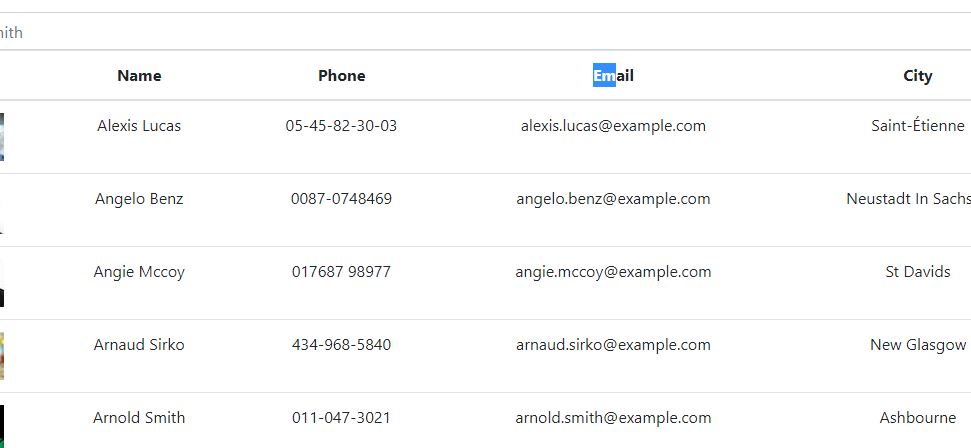 Name Phone Email City
Alexis Lucas 05-45-82-30-03 alexis.lucas@example.com Saint-Étienne
Angelo Benz 0087-0748469 angelo.benz@example.com Neustadt In
Angie Mccoy 017687 98977 angie.mccoy@example.com St Davids
Arnaud Sirko 434-968-5840 arnaud.sirko@example.com New Glasgow
Arnold Smith 011-047-3021 arnold.smith@example.com Ashbourne